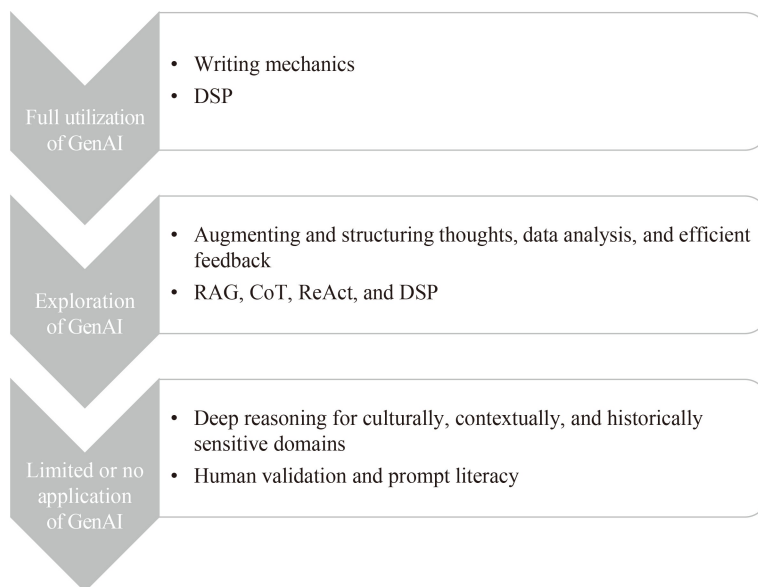 Full utilization
of GenAI
• Writing mechanics
• DSP
Exploration
of GenAI
• Augmenting and structuring thoughts, data analysis, and efficient
feedback
• RAG, CoT, ReAct, and DSP
Limited or no
application
of GenAI
• Deep reasoning for culturally, contextually, and historically
sensitive domains
• Human validation and prompt literacy